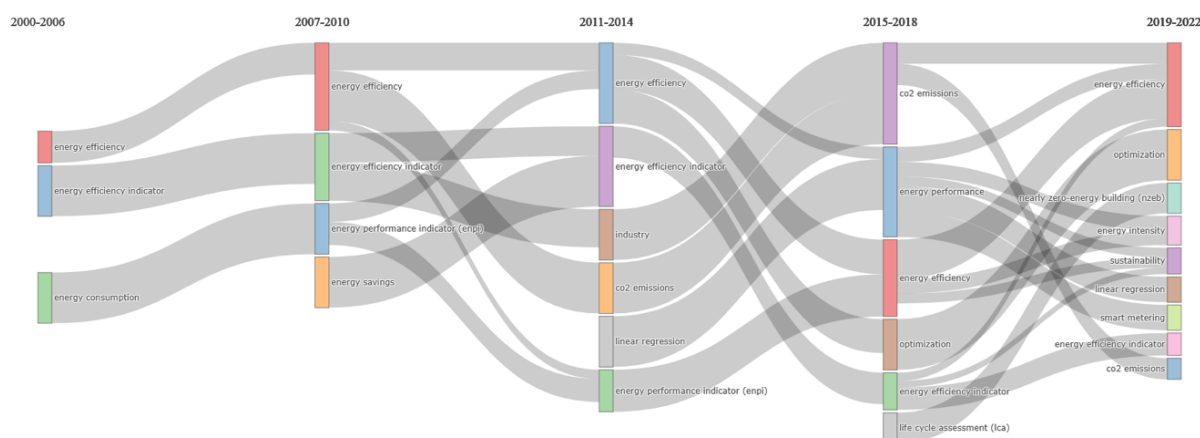 2000-2006
2007-2010
2011-2014
2015-2018
2019-2022
energy efficiency
energy efficiency indicator
energy consumption
energy efficiency
energy efficiency indicator
energy performance indicator (enpi)
energy savings
energy efficiency
energy efficiency indicator
industry
co2 emissions
linear regression
energy performance indicator (enpi)
co2 emissions
energy performance
energy efficiency
optimization
energy efficiency indicator
life cycle assessment (lca)
energy efficiency
optimization
nearly zero-energy building (nzeb)
energy intensity
sustainability
linear regression
smart metering
energy efficiency indicator
co2 emissions